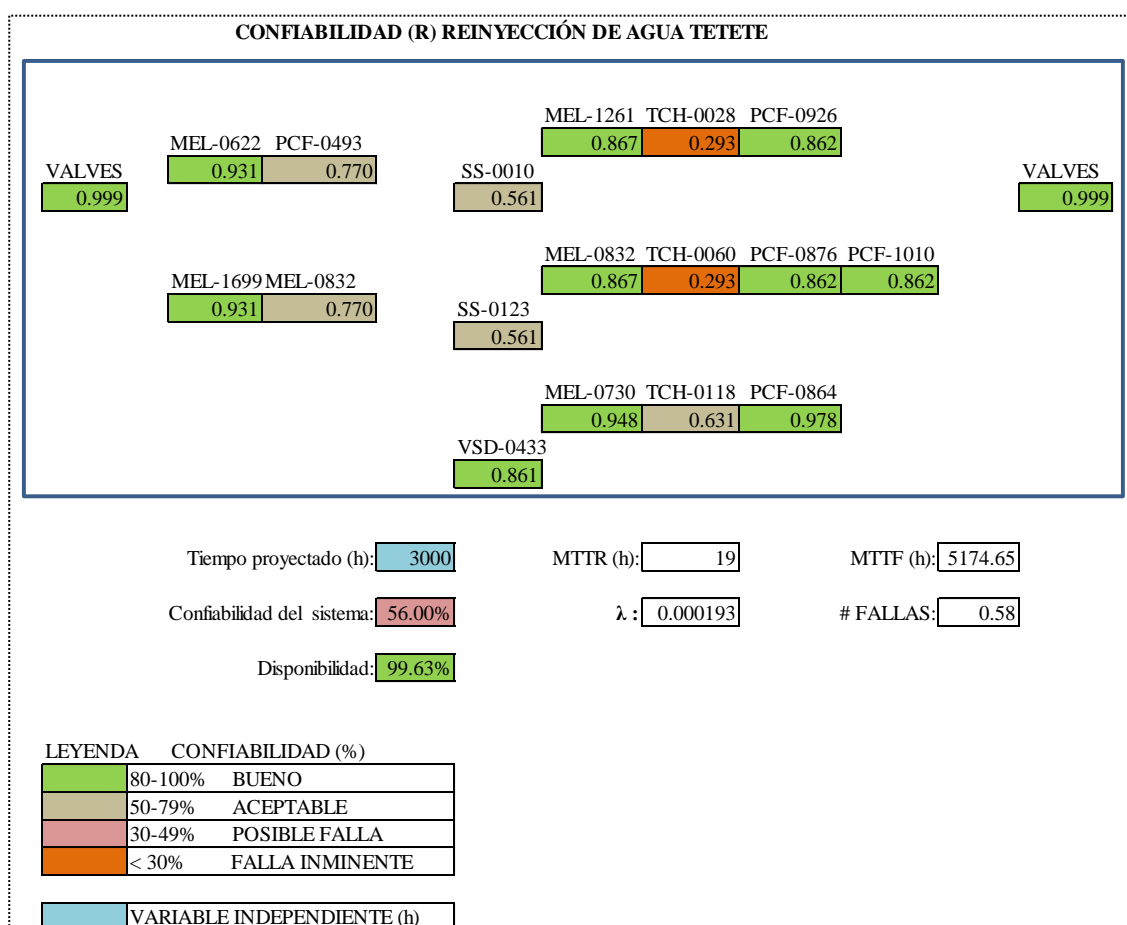 CONFIABILIDAD (R) REINYECCIÓN DE AGUA TETETE
MEL-1261 TCH-0028 PCF-0926
MEL-0622 PCF-0493
0.867 0.293 0.862
VALVES
0.931 0.770
SS-0010
VALVES
0.999
0.561
0.999
MEL-0832 TCH-0060 PCF-0876 PCF-1010
MEL-1699 MEL-0832
0.867 0.293 0.862 0.862
0.931 0.770
SS-0123
0.561
MEL-0730 TCH-0118 PCF-0864
0.948 0.631 0.978
VSD-0433
0.861
Tiempo proyectado (h): 3000 MTTR (h): 19 MTTF (h): 5174.65
Confiabilidad del sistema: 56.00% λ : 0.000193 # FALLAS: 0.58
Disponibilidad: 99.63%
LEYENDA CONFIABILIDAD (%)
80-100% BUENO
50-79% ACEPTABLE
30-49% POSIBLE FALLA
< 30% FALLA INMINENTE
VARIABLE INDEPENDIENTE (h)